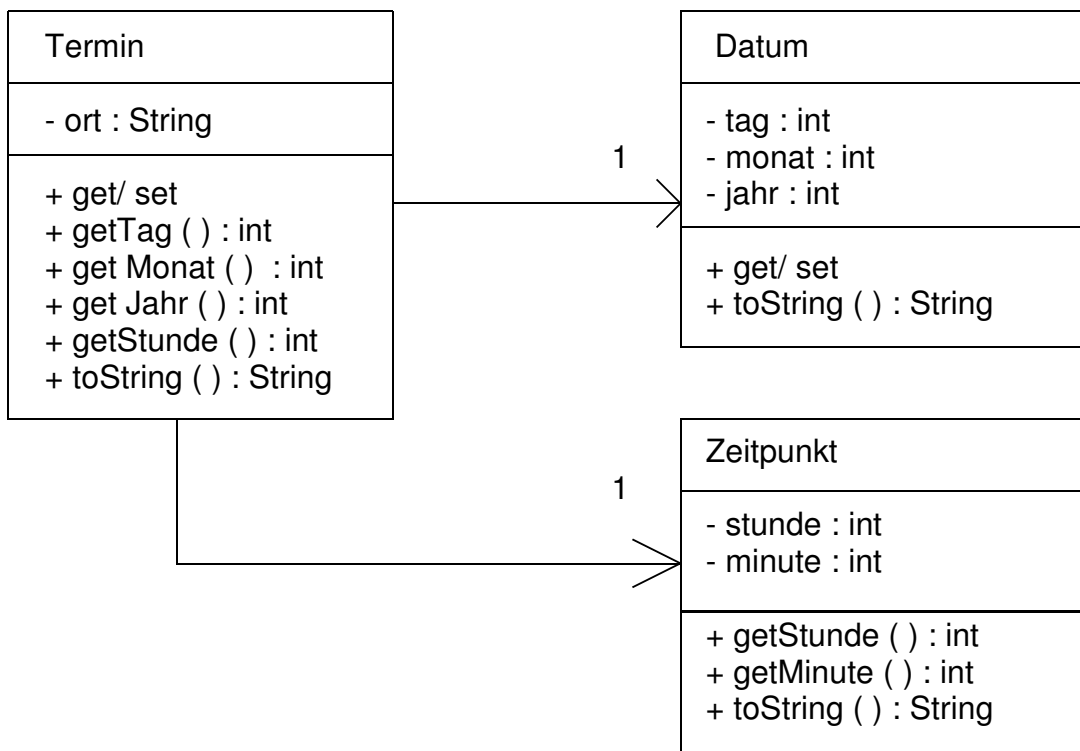 Termin
- ort : String
+ get/ set
+ getTag ( ) : int
+ get Monat ( )  : int
+ get Jahr ( ) : int
+ getStunde ( ) : int
+ toString ( ) : String
1
Datum
- tag : int
- monat : int
- jahr : int
+ get/ set
+ toString ( ) : String
1
Zeitpunkt
- stunde : int
- minute : int
+ getStunde ( ) : int
+ getMinute ( ) : int
+ toString ( ) : String